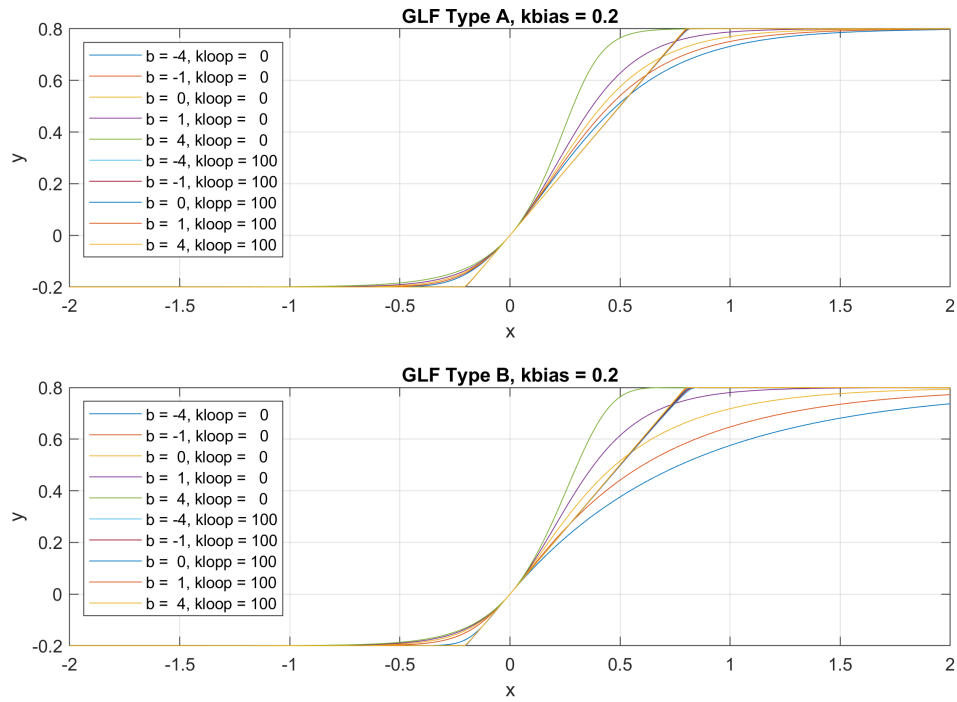 GLF Type A, kbias = 0.2
0.8
0.6
0.4
0.2
0
-0.2
y
b = -4, kloop = 0
b = -1, kloop = 0
b = 0, kloop = 0
b = 1, kloop = 0
b = 4, kloop = 0
b = -4, kloop = 100
b = -1, kloop = 100
b = 0, klopp = 100
b = 1, kloop = 100
b = 4, kloop = 100
-2 -1.5 -1 -0.5 0 0.5 1 1.5 2
x
GLF Type B, kbias = 0.2
0.8
0.6
0.4
0.2
0
-0.2
y
b = -4, kloop = 0
b = -1, kloop = 0
b = 0, kloop = 0
b = 1, kloop = 0
b = 4, kloop = 0
b = -4, kloop = 100
b = -1, kloop = 100
b = 0, klopp = 100
b = 1, kloop = 100
b = 4, kloop = 100
-2 -1.5 -1 -0.5 0 0.5 1 1.5 2
x